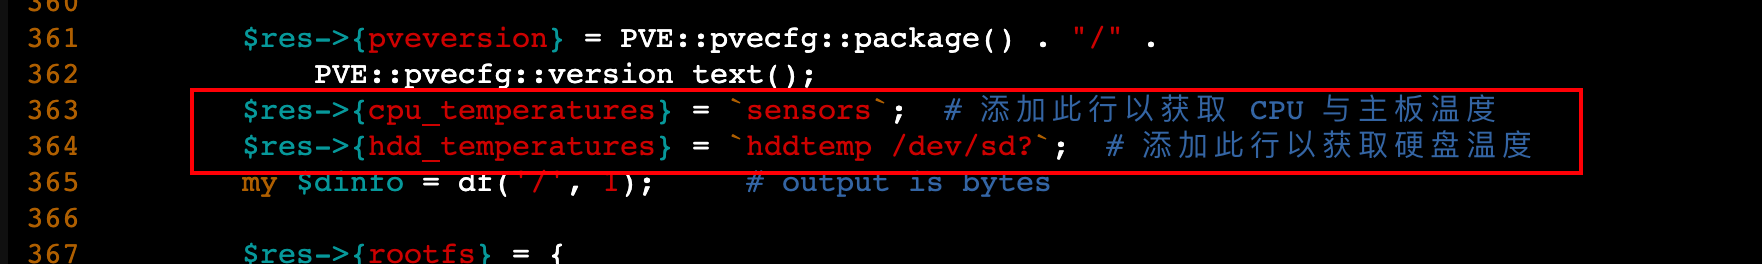 360
361 $res->{pveversion} = PVE::pvecfg::package() . "/" .
362 PVE::pvecfg::version_text();
363 $res->{cpu_temperatures} = `sensors`; # 添加此行以获取 CPU 与主板温度
364 $res->{hdd_temperatures} = `hddtemp /dev/sd?`; # 添加此行以获取硬盘温度
365 my $dinfo = df('/', 1); # output is bytes
366
367 $res->{rootfs} = {